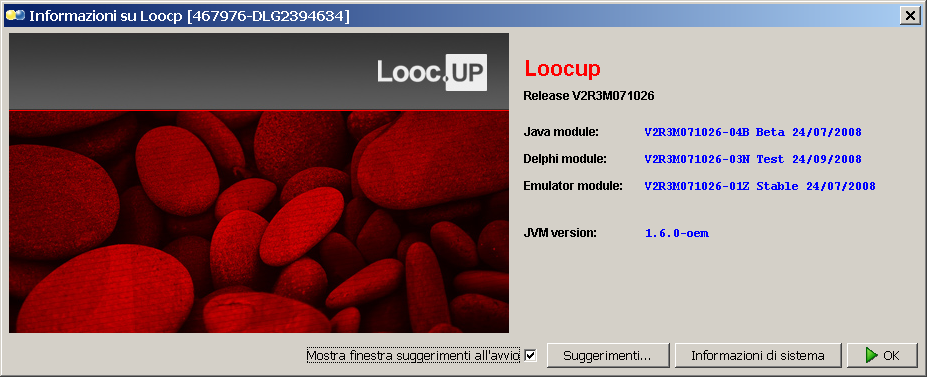 Informazioni su Loocp [467976-DLG2394634]
Looc.UP
Loocup
Release V2R3M071026
Java module: V2R3M071026-04B Beta 24/07/2008
Delphi module: V2R3M071026-03N Test 24/09/2008
Emulator module: V2R3M071026-01Z Stable 24/07/2008
JVM version: 1.6.0-oem
Mostra finestra suggerimenti all'avvio Suggerimenti... Informazioni di sistema OK